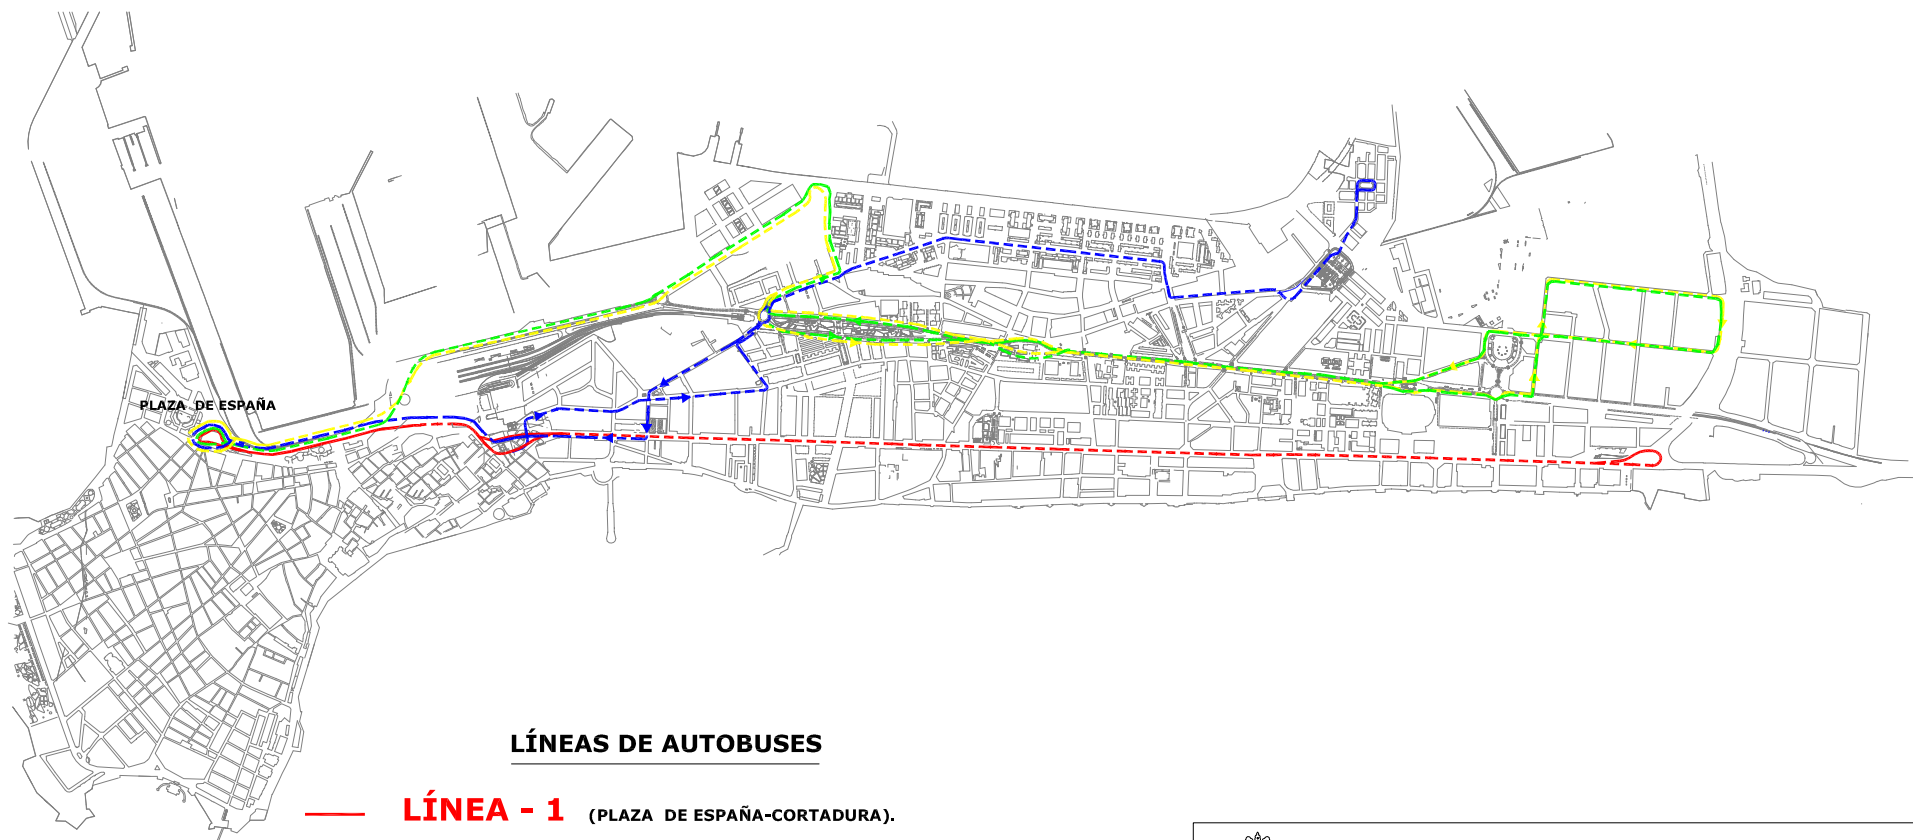 PLAZA DE ESPAÑA
LÍNEAS DE AUTOBUSES
LÍNEA - 1 (PLAZA DE ESPAÑA-CORTADURA).